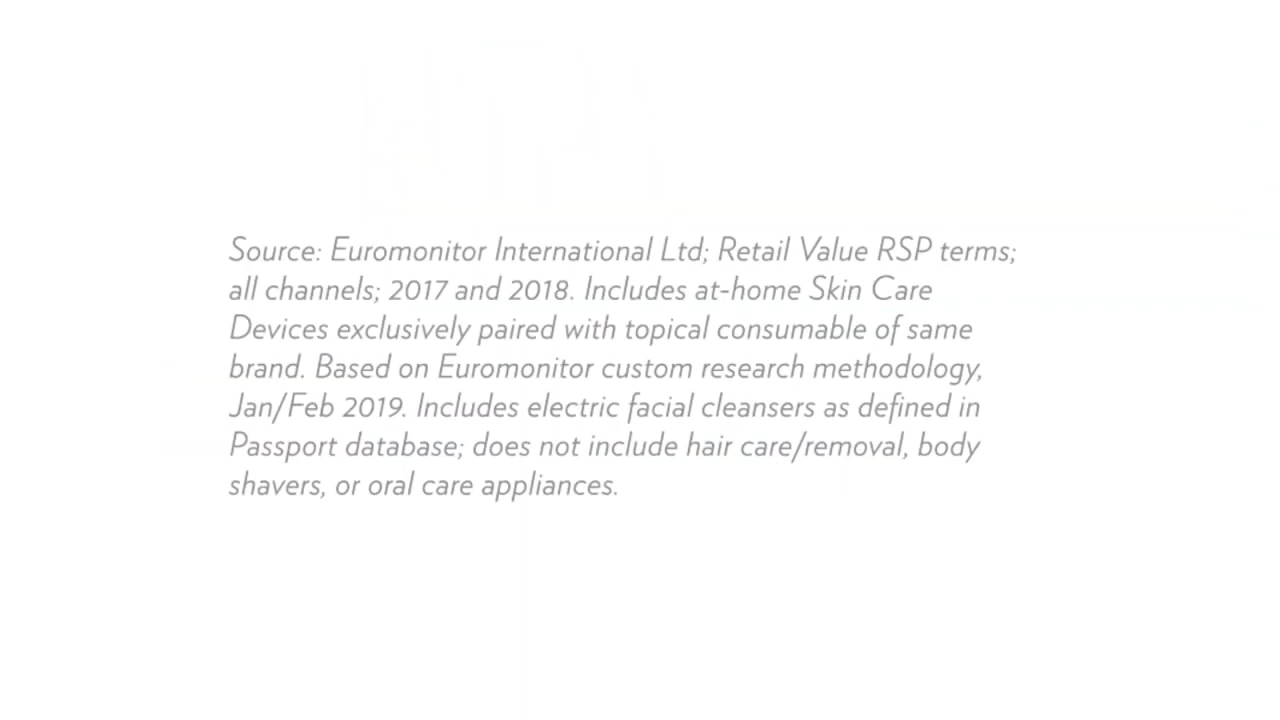 Source: Euromonitor International Ltd; Retail Value RSP terms;
all channels; 2017 and 2018. Includes at-home Skin Care
Devices exclusively paired with topical consumable of same
brand. Based on Euromonitor custom research methodology,
Jan/Feb 2019. Includes electric facial cleansers as defined in
Passport database; does not include hair care/removal, body
shavers, or oral care appliances.